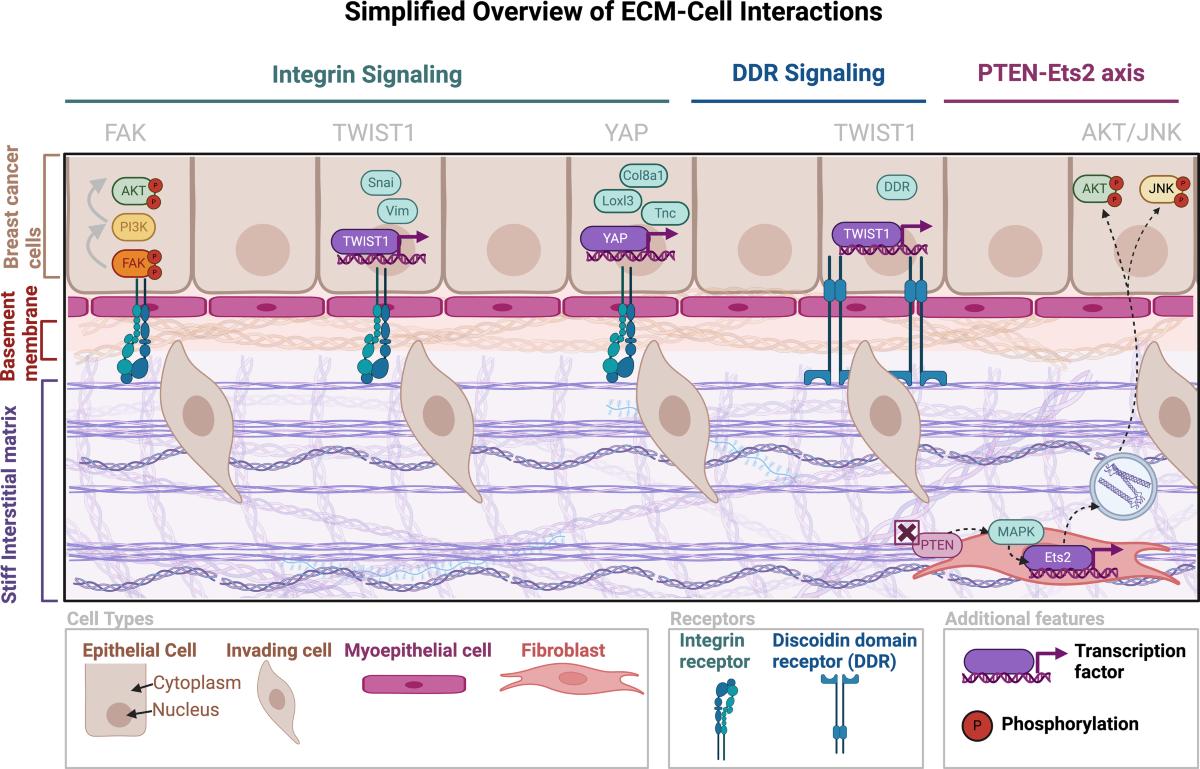 Simplified Overview of ECM-Cell Interactions
Integrin Signaling
DDR Signaling
PTEN-Ets2 axis
FAK
TWIST1
YAP
TWIST1
AKT/JNK
Breast cancer
cells
Basement
membrane
Stiff Interstitial matrix
AKT
P
P
PI3K
FAK
P
P
Snai
Vim
TWIST1
Col8a1
Loxl3
Tnc
YAP
DDR
TWIST1
AKT
P
P
JNK
P
P
PTEN
MAPK
Ets2
Cell Types
Epithelial Cell
Cytoplasm
Nucleus
Invading cell
Myoepithelial cell
Fibroblast
Receptors
Integrin
receptor
Discoidin domain
receptor (DDR)
Additional features
Transcription
factor
P
Phosphorylation